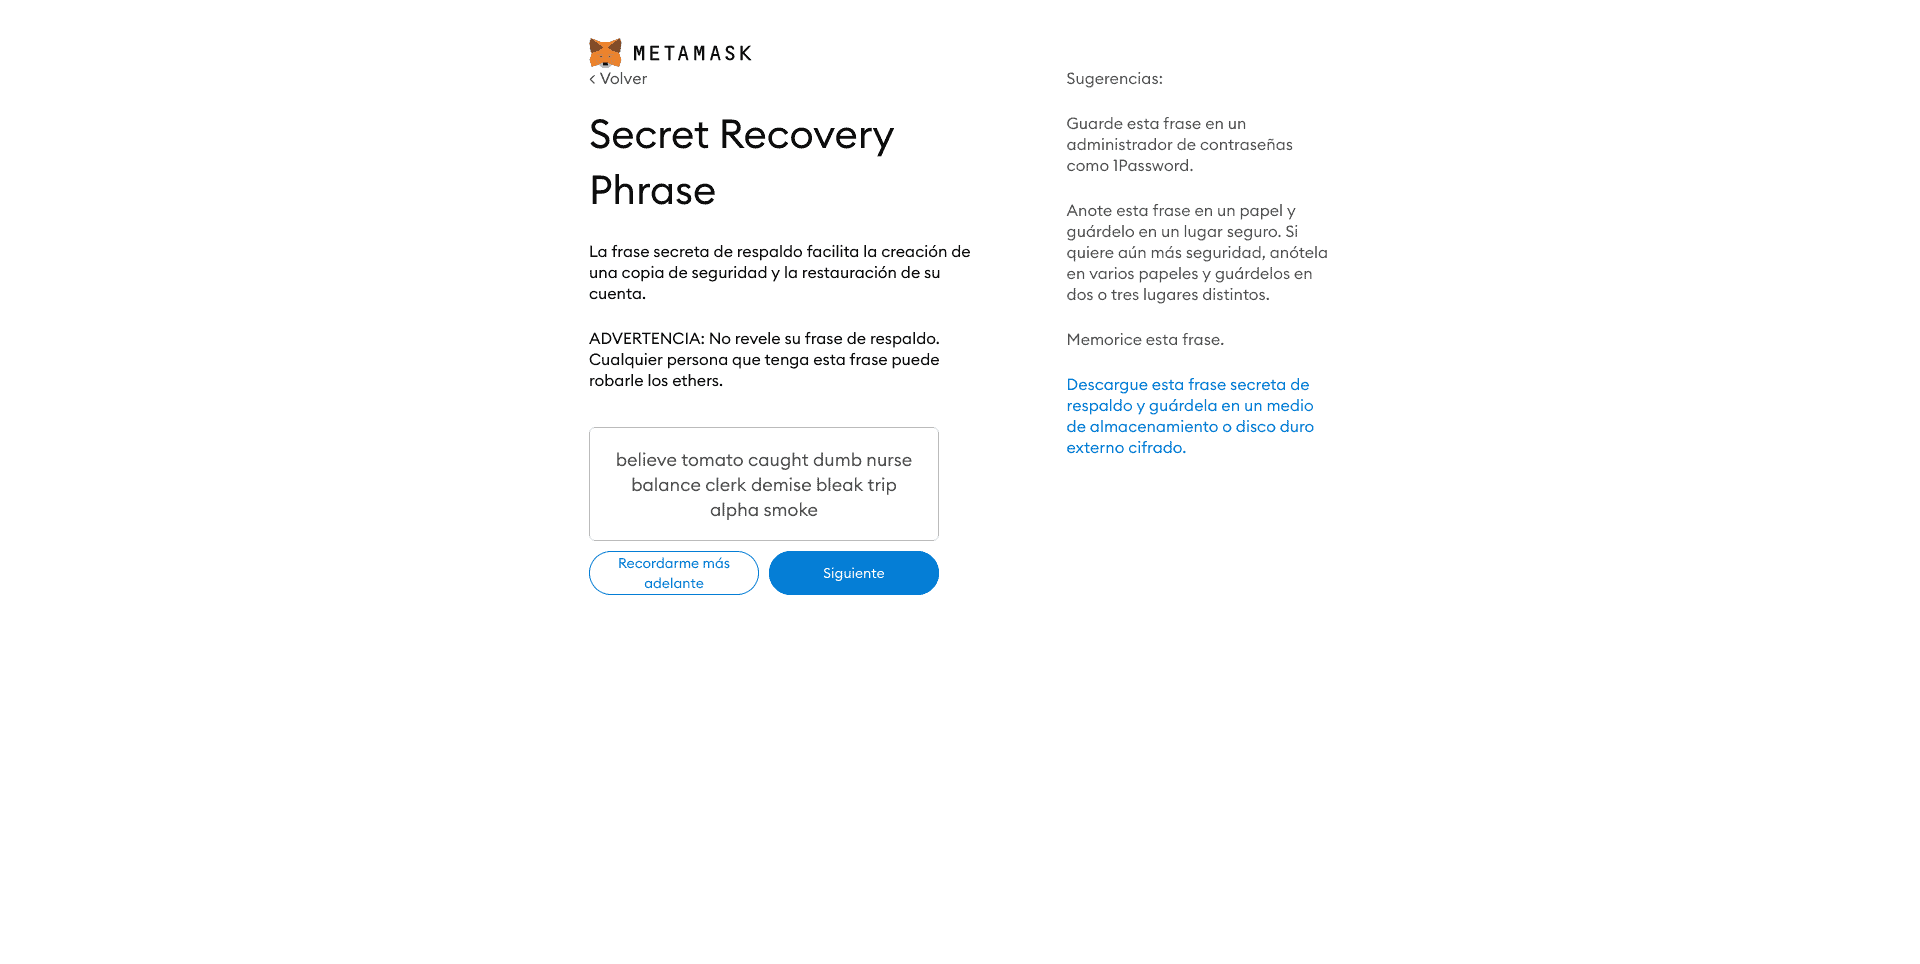 METAMASK
< Volver
Secret Recovery
Phrase
La frase secreta de respaldo facilita la creación de
una copia de seguridad y la restauración de su
cuenta.
ADVERTENCIA: No revele su frase de respaldo.
Cualquier persona que tenga esta frase puede
robarle los ethers.
believe tomato caught dumb nurse
balance clerk demise bleak trip
alpha smoke
Recordarme más
adelante
Siguiente
Sugerencias:
Guarde esta frase en un
administrador de contraseñas
como 1Password.
Anote esta frase en un papel y
guárdelo en un lugar seguro. Si
quiere aún más seguridad, anótela
en varios papeles y guárdelos en
dos o tres lugares distintos.
Memorice esta frase.
Descargue esta frase secreta de
respaldo y guárdela en un medio
de almacenamiento o disco duro
externo cifrado.